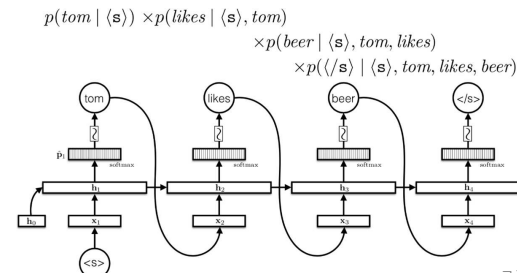 p(tom | ⟨s⟩) ×p(likes | ⟨s⟩, tom)
×p(beer | ⟨s⟩, tom, likes)
×p(⟨/s⟩ | ⟨s⟩, tom, likes, beer)
tom likes beer </s>
p̂₁
softmax softmax softmax softmax
h₁ h₂ h₃ h₄
h₀ x₁ x₂ x₃ x₄
<s>